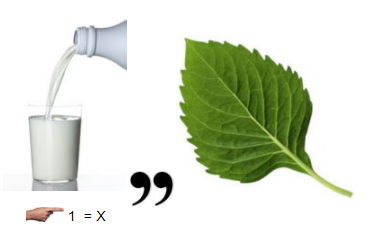 ,,
1 = X